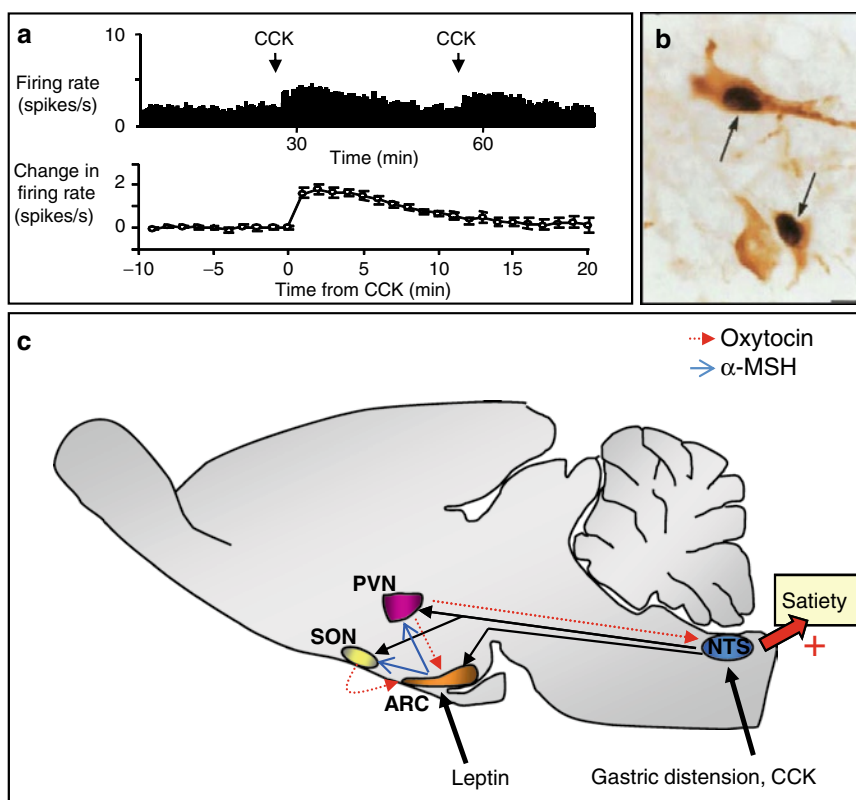 a
10
CCK
CCK
Firing rate
(spikes/s)
0
30
60
Time (min)
Change in
firing rate
(spikes/s)
2
0
−10
−5
0
5
10
15
20
Time from CCK (min)
b
c
Oxytocin
α-MSH
PVN
SON
ARC
NTS
Satiety
+
Leptin
Gastric distension, CCK